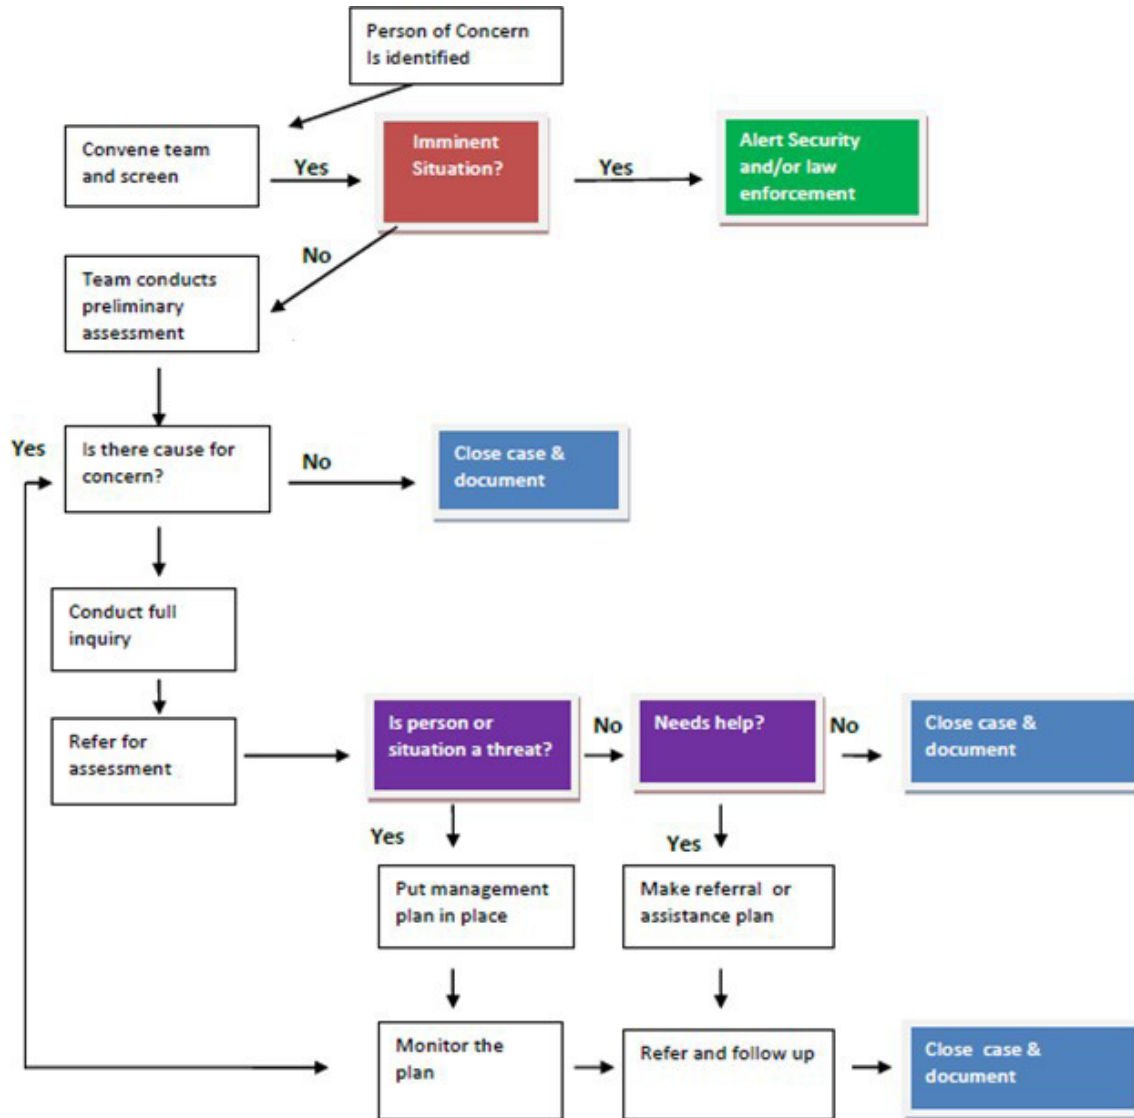 Person of Concern
Is identified
Convene team
and screen
Yes
Imminent
Situation?
Yes
Alert Security
and/or law
enforcement
No
Team conducts
preliminary
assessment
Yes
Is there cause for
concern?
No
Close case &
document
Conduct full
inquiry
Refer for
assessment
Is person or
situation a threat?
No
Needs help?
No
Close case &
document
Yes
Yes
Put management
plan in place
Make referral or
assistance plan
Monitor the
plan
Refer and follow up
Close case &
document